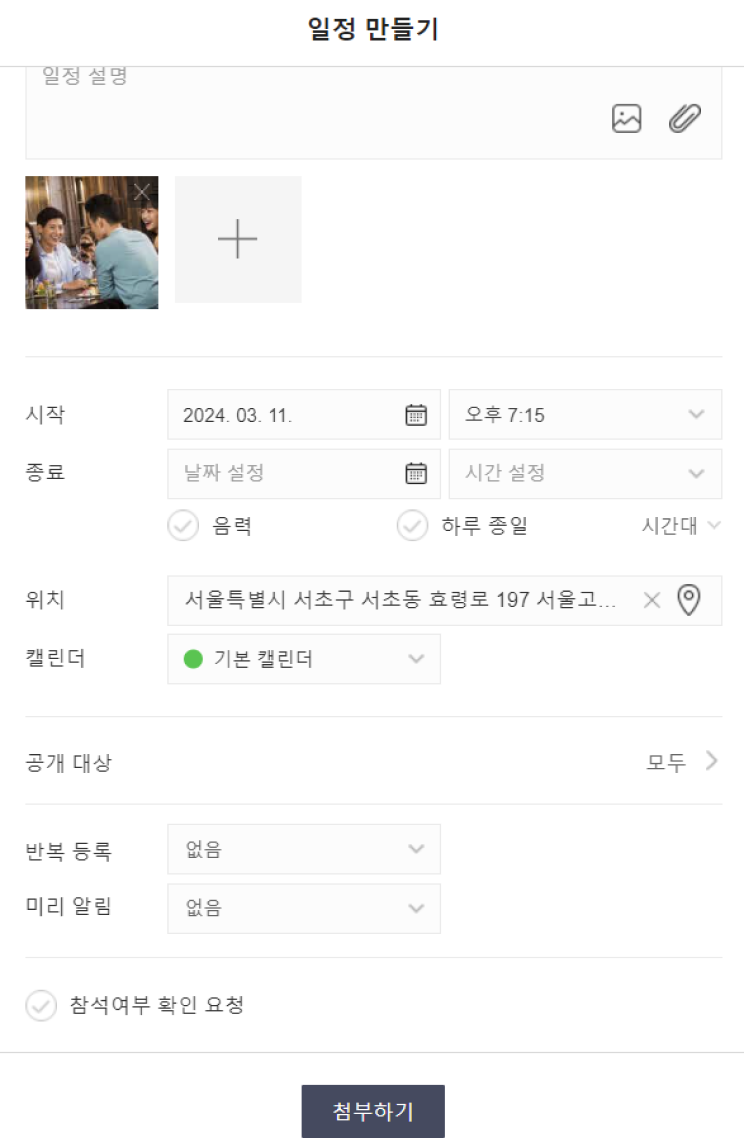 일정 만들기
일정 설명
시작 2024. 03. 11. 오후 7:15
종료 날짜 설정 시간 설정
음력 하루 종일 시간대
위치 서울특별시 서초구 서초동 효령로 197 서울고...
캘린더 기본 캘린더
공개 대상 모두
반복 등록 없음
미리 알림 없음
참석여부 확인 요청
첨부하기